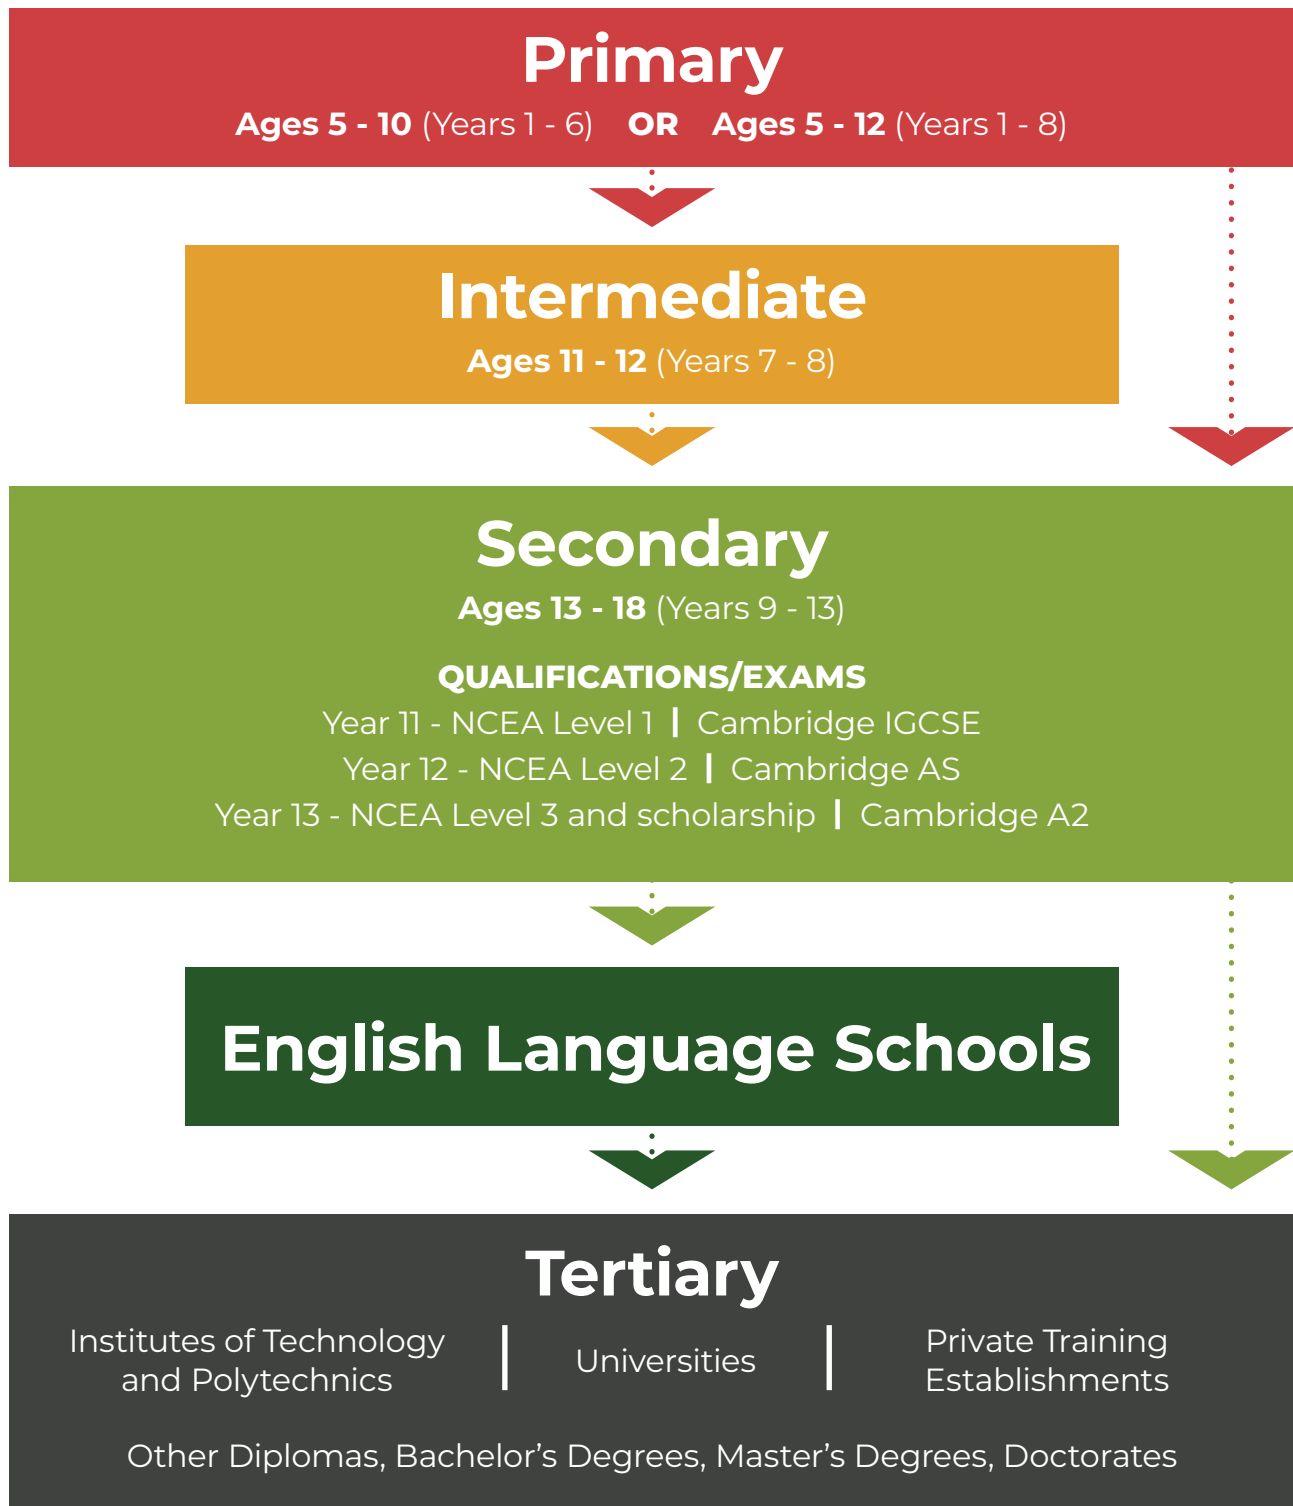 Primary
Ages 5 - 10 (Years 1 - 6) OR Ages 5 - 12 (Years 1 - 8)
Intermediate
Ages 11 - 12 (Years 7 - 8)
Secondary
Ages 13 - 18 (Years 9 - 13)
QUALIFICATIONS/EXAMS
Year 11 - NCEA Level 1 | Cambridge IGCSE
Year 12 - NCEA Level 2 | Cambridge AS
Year 13 - NCEA Level 3 and scholarship | Cambridge A2
English Language Schools
Tertiary
Institutes of Technology
and Polytechnics
Universities
Private Training
Establishments
Other Diplomas, Bachelor’s Degrees, Master’s Degrees, Doctorates